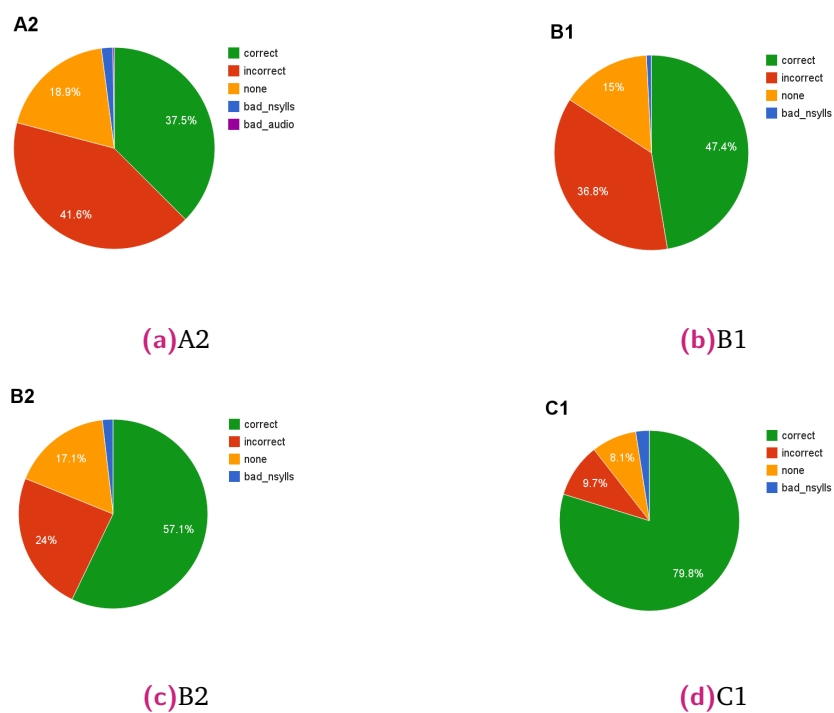 A2
correct
incorrect
none
bad_nsylls
bad_audio
37.5%
41.6%
18.9%
(a)A2
B1
correct
incorrect
none
bad_nsylls
47.4%
36.8%
15%
(b)B1
B2
correct
incorrect
none
bad_nsylls
57.1%
24%
17.1%
(c)B2
C1
correct
incorrect
none
bad_nsylls
79.8%
9.7%
8.1%
(d)C1